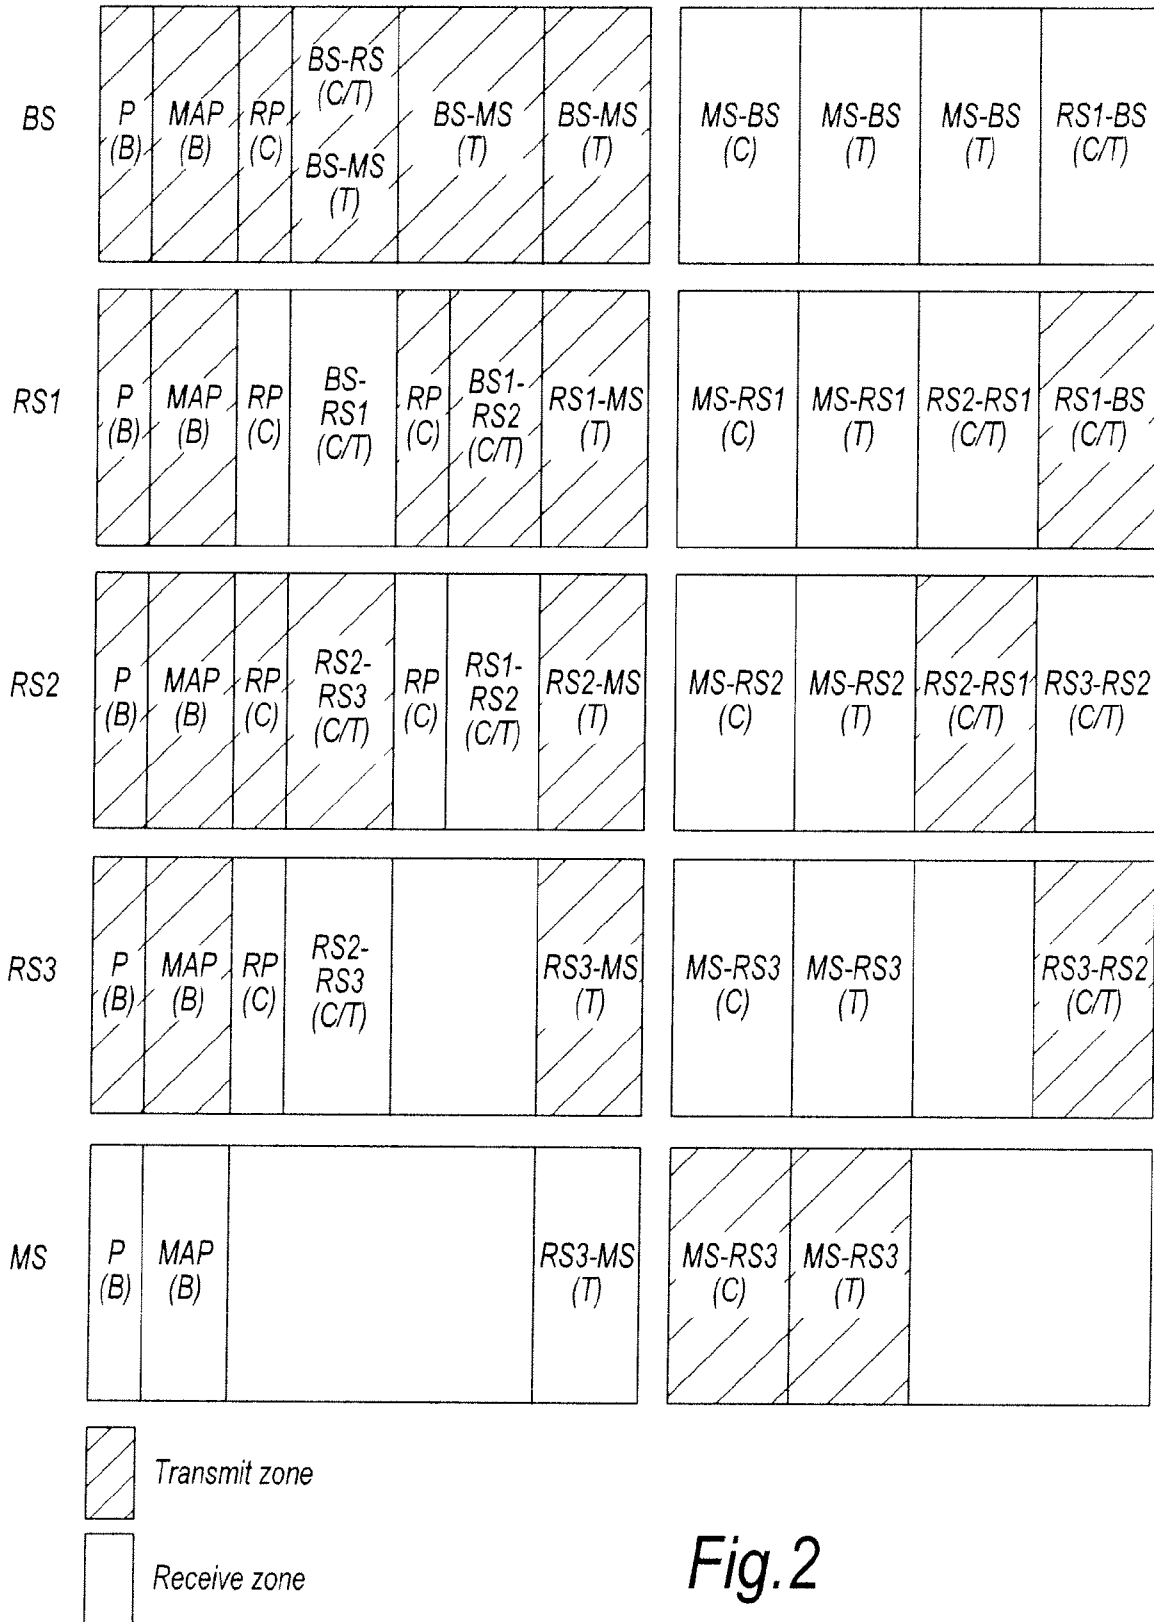 BS
P
(B)
MAP
(B)
RP
(C)
BS-RS
(C/T)
BS-MS
(T)
BS-MS
(T)
BS-MS
(T)
MS-BS
(C)
MS-BS
(T)
MS-BS
(T)
RS1-BS
(C/T)
RS1
P
(B)
MAP
(B)
RP
(C)
BS-
RS1
(C/T)
RP
(C)
BS1-
RS2
(C/T)
RS1-MS
(T)
MS-RS1
(C)
MS-RS1
(T)
RS2-RS1
(C/T)
RS1-BS
(C/T)
RS2
P
(B)
MAP
(B)
RP
(C)
RS2-
RS3
(C/T)
RP
(C)
RS1-
RS2
(C/T)
RS2-MS
(T)
MS-RS2
(C)
MS-RS2
(T)
RS2-RS1
(C/T)
RS3-RS2
(C/T)
RS3
P
(B)
MAP
(B)
RP
(C)
RS2-
RS3
(C/T)
RS3-MS
(T)
MS-RS3
(C)
MS-RS3
(T)
RS3-RS2
(C/T)
MS
P
(B)
MAP
(B)
RS3-MS
(T)
MS-RS3
(C)
MS-RS3
(T)
Transmit zone
Receive zone
Fig.2